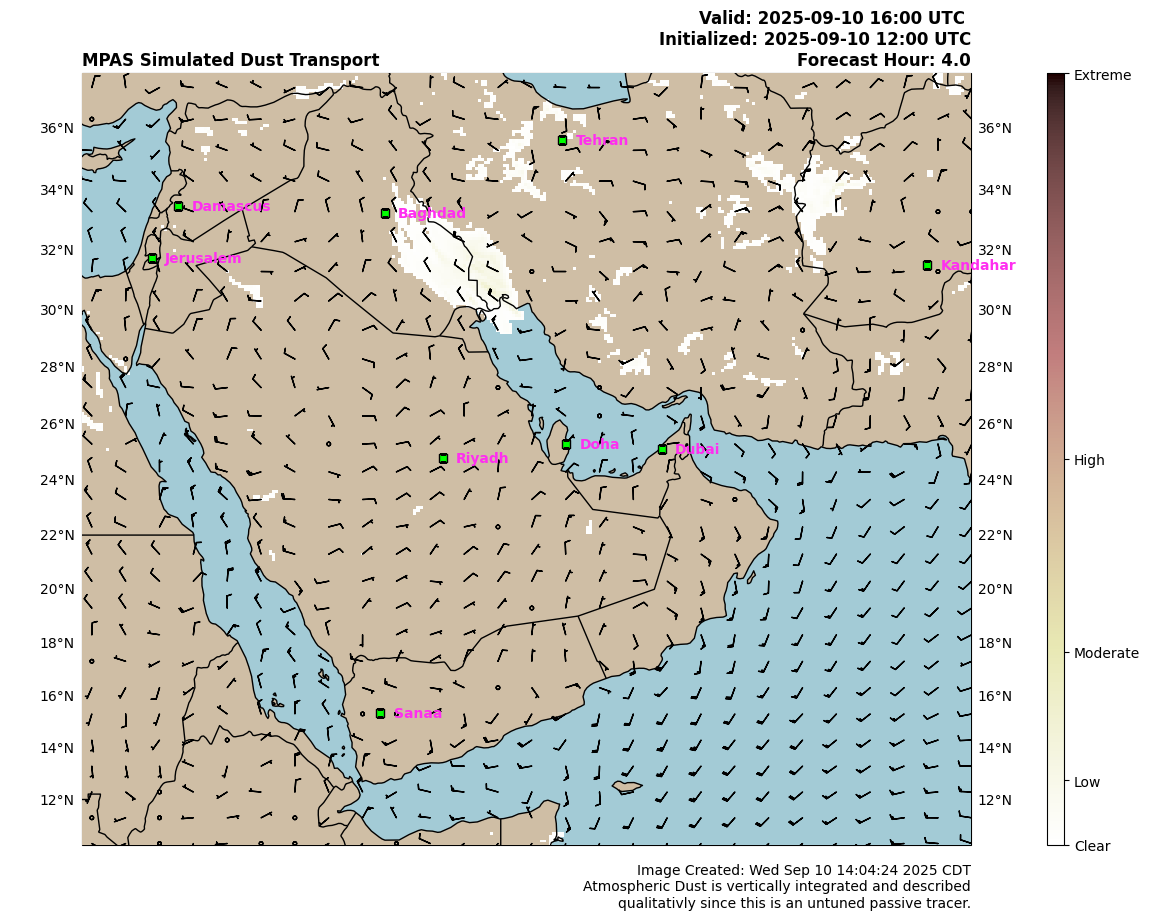 Valid: 2025-09-10 16:00 UTC
Initialized: 2025-09-10 12:00 UTC
MPAS Simulated Dust Transport
Forecast Hour: 4.0
Extreme
36°N
36°N
Tehran
34°N
34°N
Damascus
Baghdad
32°N
32°N
Jerusalem
Kandahar
30°N
30°N
28°N
28°N
26°N
26°N
Doha
Dubai
Riyadh
High
24°N
24°N
22°N
22°N
20°N
20°N
18°N
18°N
Moderate
16°N
16°N
Sanaa
14°N
14°N
Low
12°N
12°N
Clear
Image Created: Wed Sep 10 14:04:24 2025 CDT
Atmospheric Dust is vertically integrated and described
qualitativly since this is an untuned passive tracer.